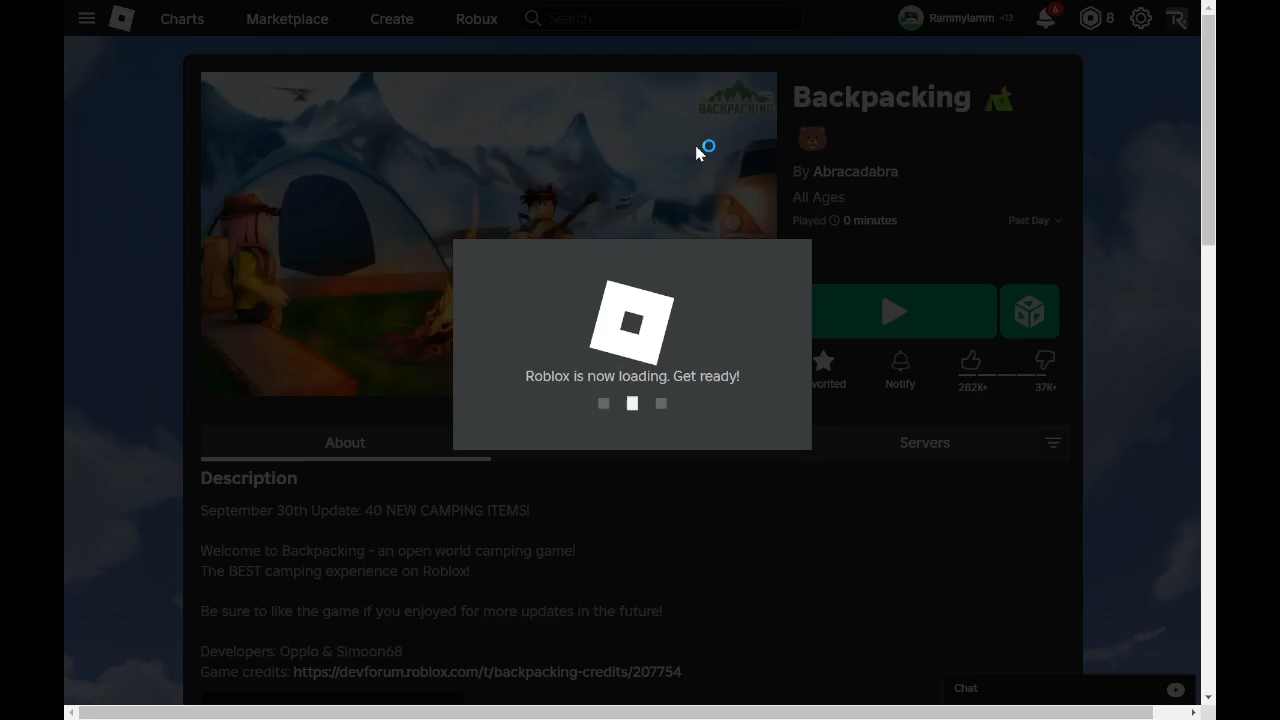 Charts Marketplace Create Robux Search Rammylamm +13 6 8
BACKPACKING
Backpacking
By Abracadabra
All Ages
Played 0 minutes Past Day
Roblox is now loading. Get ready!
vorited Notify 282K+ 37K+
About Servers
Description
September 30th Update: 40 NEW CAMPING ITEMS!
Welcome to Backpacking - an open world camping game!
The BEST camping experience on Roblox!
Be sure to like the game if you enjoyed for more updates in the future!
Developers: Opplo & Simoon68
Game credits: https://devforum.roblox.com/t/backpacking-credits/207754
Chat